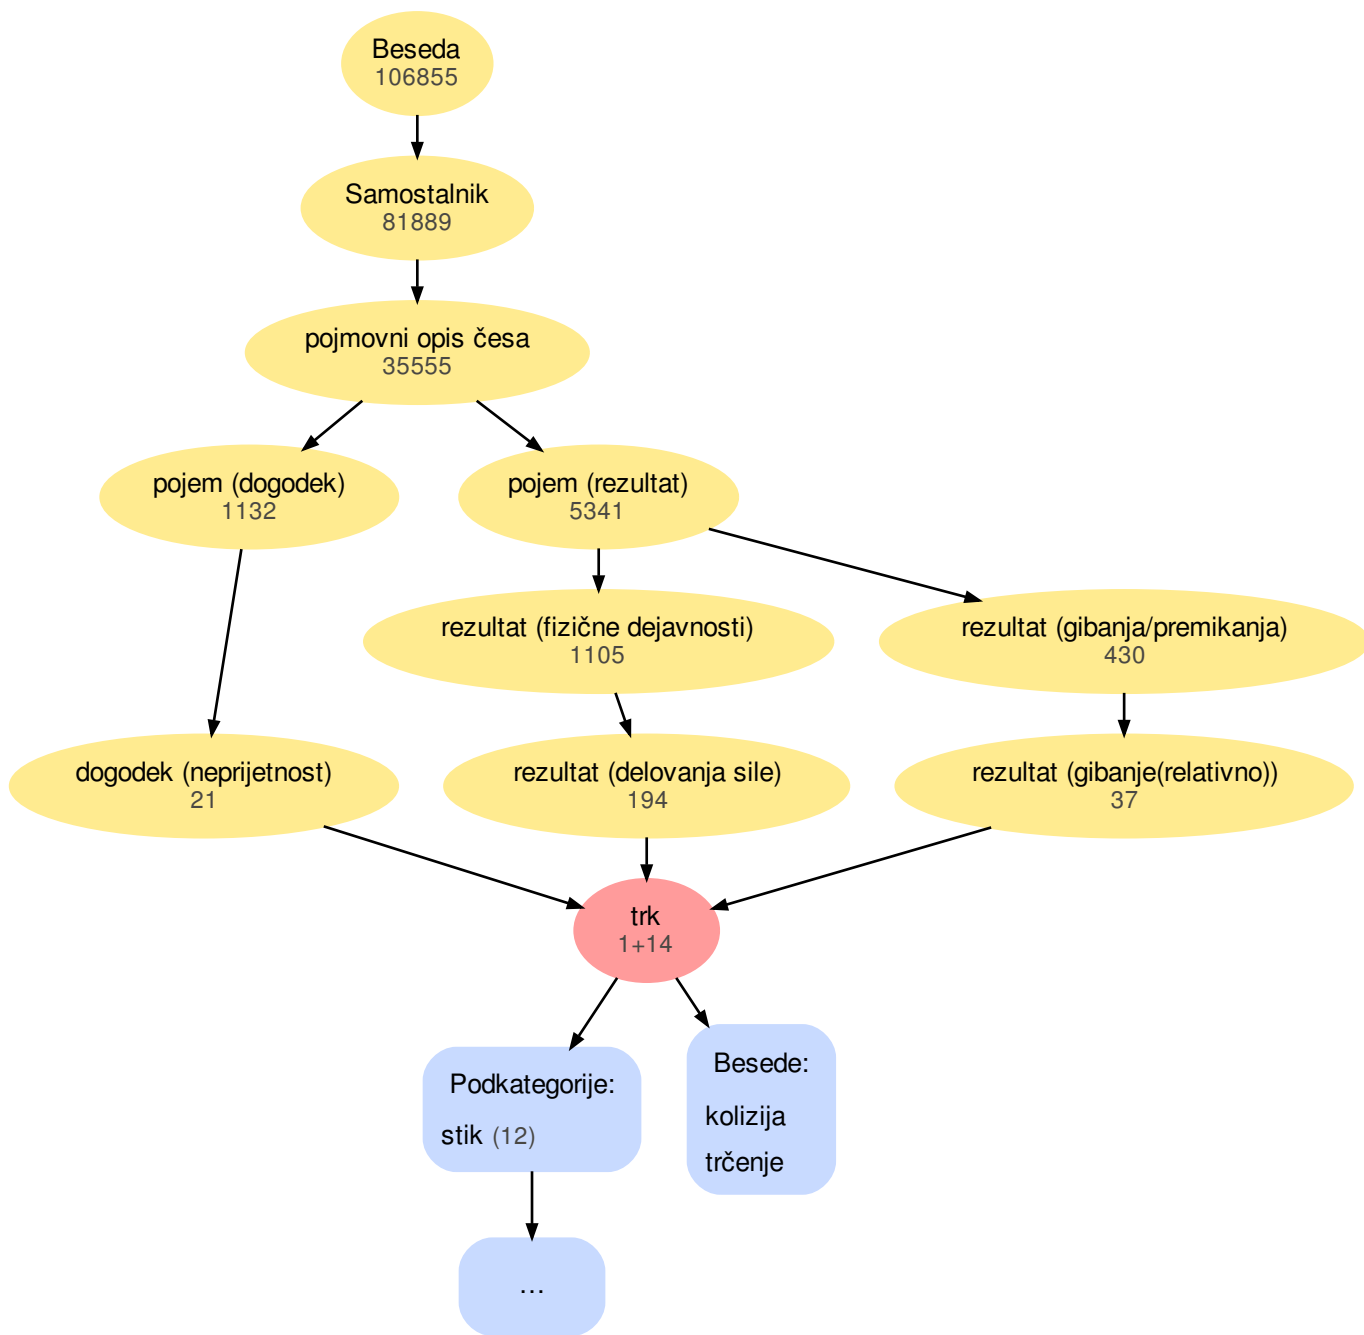 Beseda
106855
Samostalnik
81889
pojmovni opis česa
35555
pojem (dogodek)
1132
pojem (rezultat)
5341
rezultat (fizične dejavnosti)
1105
rezultat (gibanja/premikanja)
430
dogodek (neprijetnost)
21
rezultat (delovanja sile)
194
rezultat (gibanje(relativno))
37
trk
1+14
Podkategorije:
stik (12)
Besede:
kolizija
trčenje
…